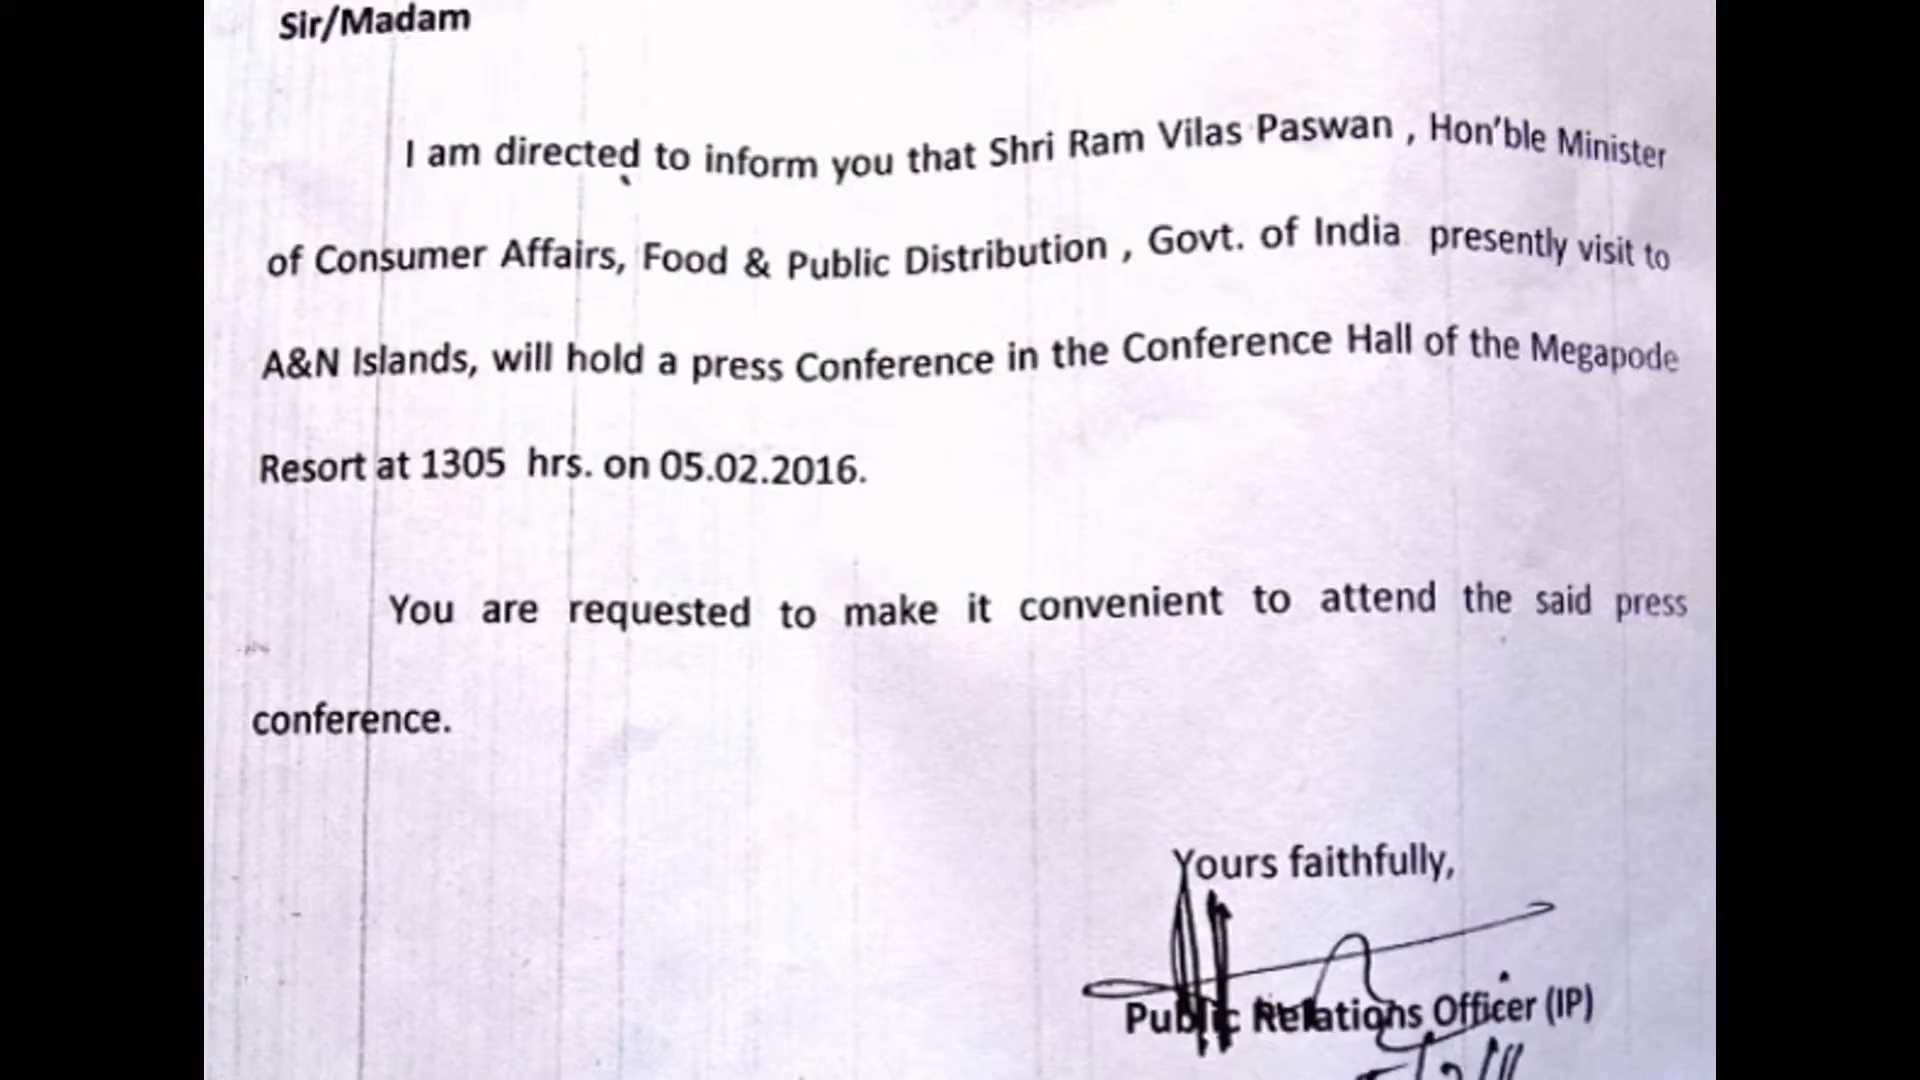 Sir/Madam
I am directed to inform you that Shri Ram Vilas Paswan , Hon'ble Minister
of Consumer Affairs, Food & Public Distribution , Govt. of India presently visit to
A&N Islands, will hold a press Conference in the Conference Hall of the Megapode
Resort at 1305 hrs. on 05.02.2016.
You are requested to make it convenient to attend the said press
conference.
Yours faithfully,
Public Relations Officer (IP)